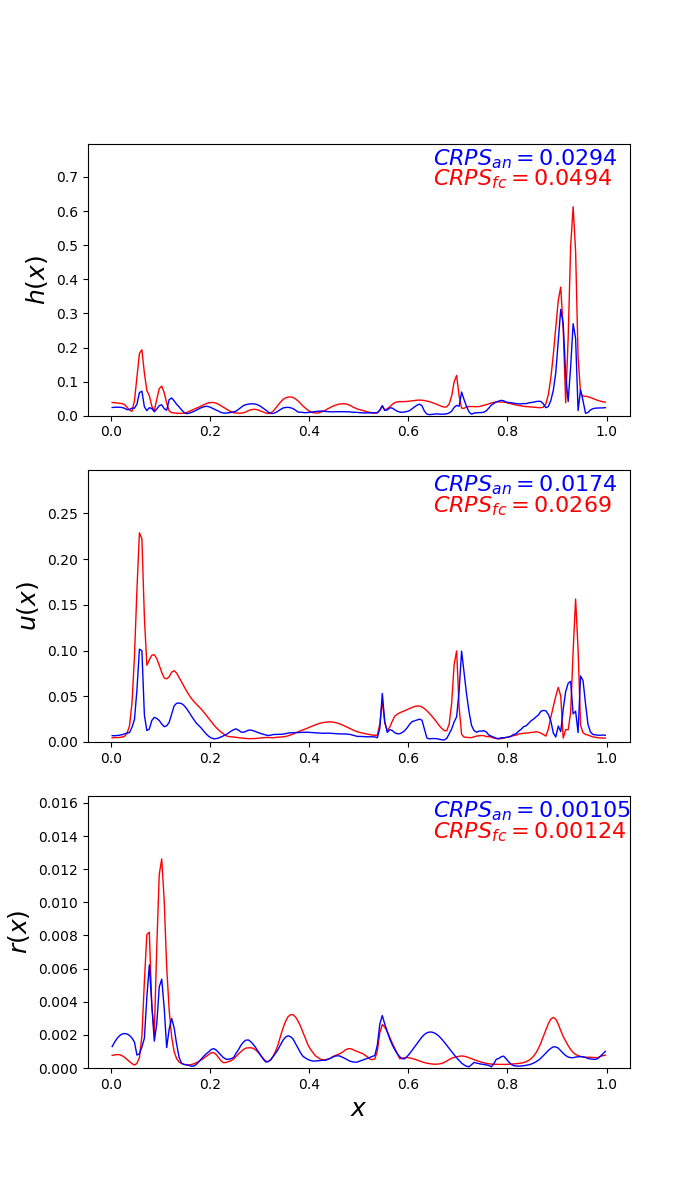 CRPS_an = 0.0294
CRPS_fc = 0.0494
0.7
0.6
0.5
0.4
0.3
0.2
0.1
0.0
h(x)
0.0 0.2 0.4 0.6 0.8 1.0
CRPS_an = 0.0174
CRPS_fc = 0.0269
0.25
0.20
0.15
0.10
0.05
0.00
u(x)
0.0 0.2 0.4 0.6 0.8 1.0
CRPS_an = 0.00105
CRPS_fc = 0.00124
0.016
0.014
0.012
0.010
0.008
0.006
0.004
0.002
0.000
r(x)
0.0 0.2 0.4 0.6 0.8 1.0
x